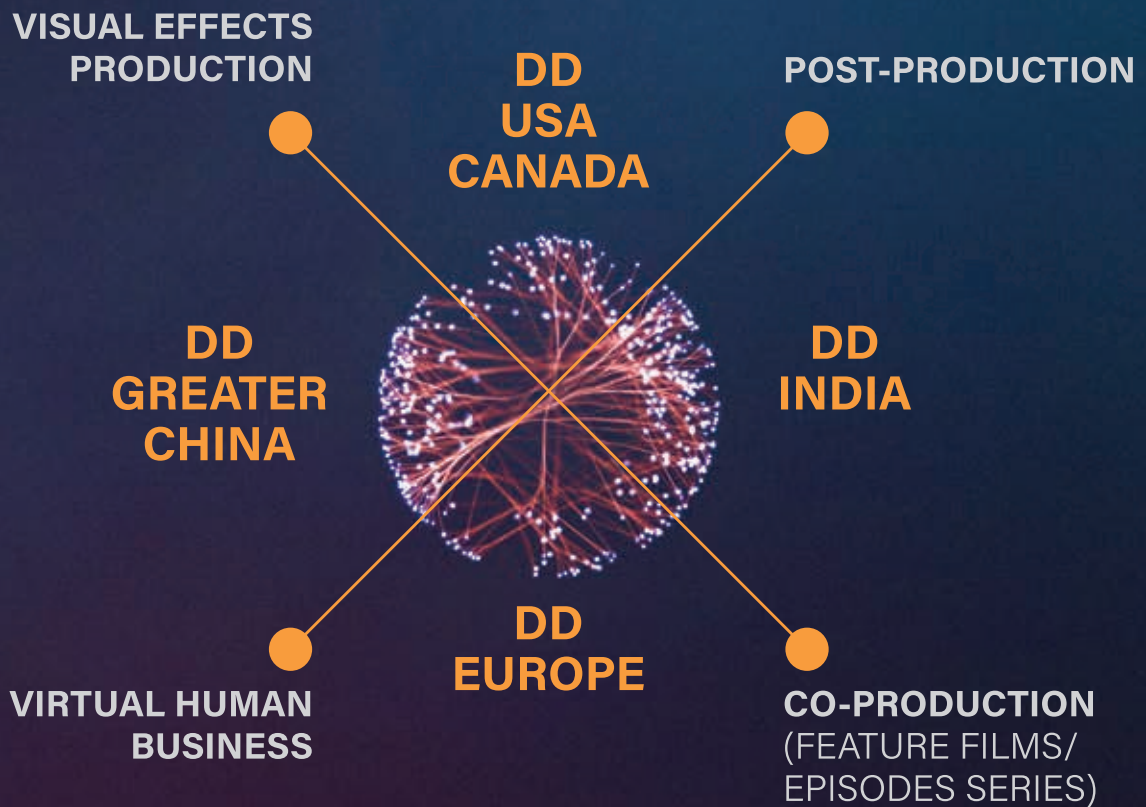 VISUAL EFFECTS
PRODUCTION
DD
USA
CANADA
POST-PRODUCTION
DD
GREATER
CHINA
DD
INDIA
DD
EUROPE
VIRTUAL HUMAN
BUSINESS
CO-PRODUCTION
(FEATURE FILMS/
EPISODES SERIES)